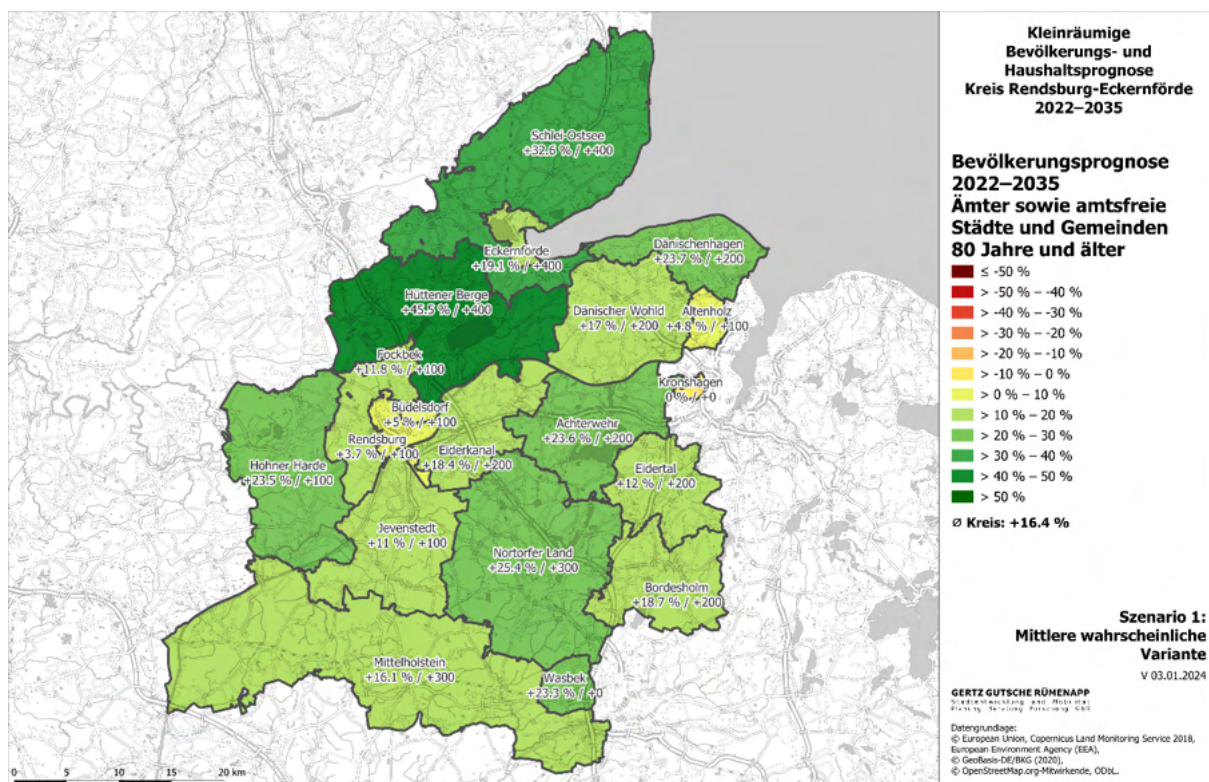 Kleinräumige
Bevölkerungs- und
Haushaltsprognose
Kreis Rendsburg-Eckernförde
2022–2035
Bevölkerungsprognose
2022–2035
Ämter sowie amtsfreie
Städte und Gemeinden
80 Jahre und älter
≤ -50 %
> -50 % – -40 %
> -40 % – -30 %
> -30 % – -20 %
> -20 % – -10 %
> -10 % – 0 %
> 0 % – 10 %
> 10 % – 20 %
> 20 % – 30 %
> 30 % – 40 %
> 40 % – 50 %
> 50 %
⌀ Kreis: +16.4 %
Szenario 1:
Mittlere wahrscheinliche
Variante
V 03.01.2024
GERTZ GUTSCHE RÜMENAPP
Stadtentwicklung und Mobilität
Planung Beratung Forschung GbR
Datengrundlage:
© European Union, Copernicus Land Monitoring Service 2018,
European Environment Agency (EEA),
© GeoBasis-DE/BKG (2020),
© OpenStreetMap.org-Mitwirkende, ODbL.
Schlei-Ostsee
+32.6 % / +400
Eckernförde
+19.1 % / +400
Dänischenhagen
+23.7 % / +200
Hüttener Berge
+45.5 % / +400
Dänischer Wohld
+17 % / +200
Altenholz
+4.8 % / +100
Fockbek
+11.8 % / +100
Kronshagen
0 % / +0
Büdelsdorf
+5 % / +100
Achterwehr
+23.6 % / +200
Rendsburg
+3.7 % / +100
Eiderkanal
+18.4 % / +200
Hohner Harde
+23.5 % / +100
Eidertal
+12 % / +200
Jevenstedt
+11 % / +100
Nortorfer Land
+25.4 % / +300
Bordesholm
+18.7 % / +200
Mittelholstein
+16.1 % / +300
Wasbek
+23.3 % / +0
0 5 10 15 20 km